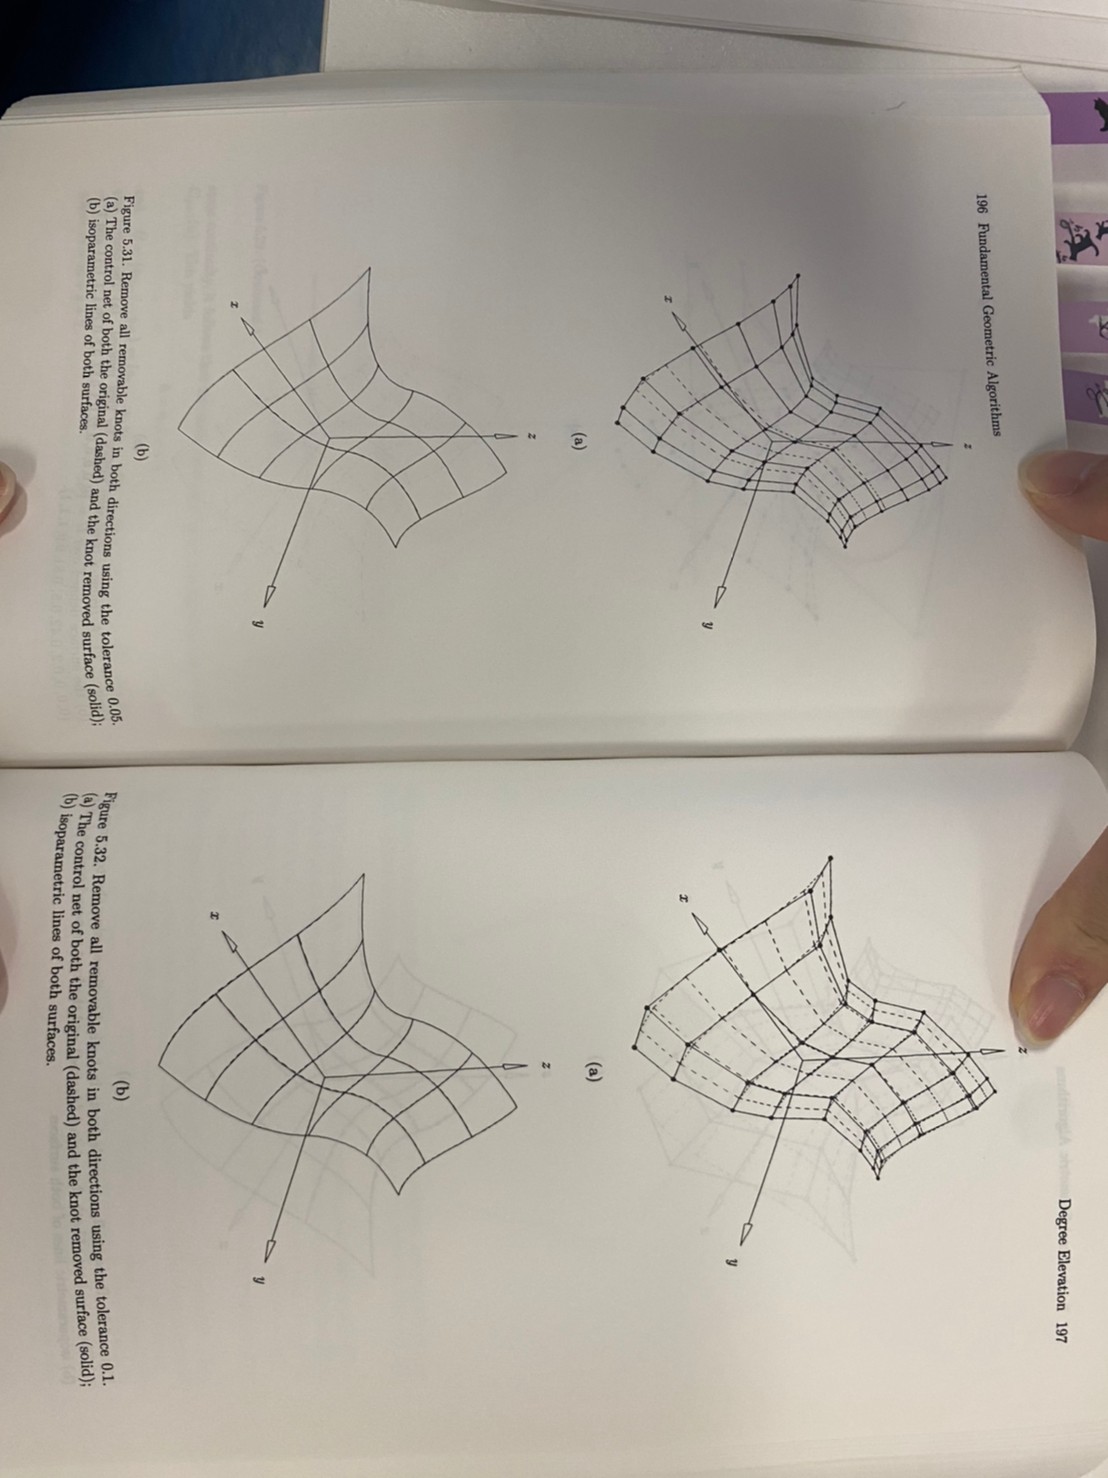 196 Fundamental Geometric Algorithms
z
y
x
(a)
z
y
x
(b)
Figure 5.31. Remove all removable knots in both directions using the tolerance 0.05.
(a) The control net of both the original (dashed) and the knot removed surface (solid);
(b) isoparametric lines of both surfaces.
Degree Elevation 197
z
y
x
(a)
z
y
x
(b)
Figure 5.32. Remove all removable knots in both directions using the tolerance 0.1.
(a) The control net of both the original (dashed) and the knot removed surface (solid);
(b) isoparametric lines of both surfaces.